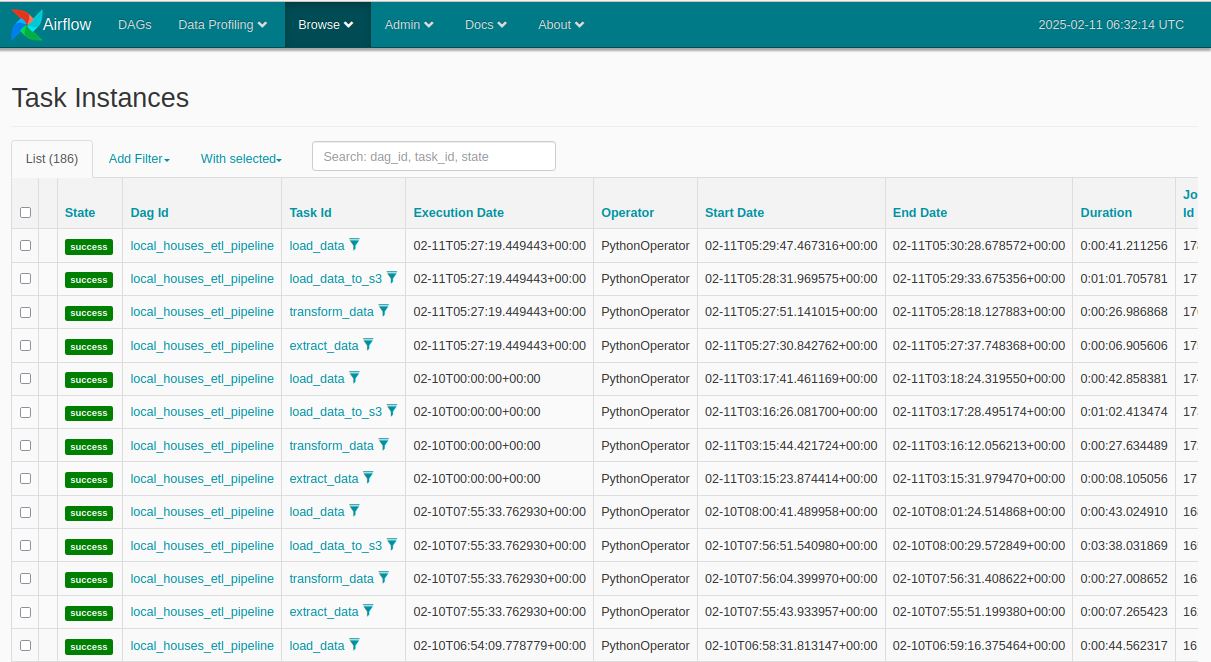 Airflow DAGs Data Profiling Browse Admin Docs About 2025-02-11 06:32:14 UTC
Task Instances
List (186) Add Filter With selected Search: dag_id, task_id, state
State Dag Id Task Id Execution Date Operator Start Date End Date Duration Jo Id
success local_houses_etl_pipeline load_data 02-11T05:27:19.449443+00:00 PythonOperator 02-11T05:29:47.467316+00:00 02-11T05:30:28.678572+00:00 0:00:41.211256
success local_houses_etl_pipeline load_data_to_s3 02-11T05:27:19.449443+00:00 PythonOperator 02-11T05:28:31.969575+00:00 02-11T05:29:33.675356+00:00 0:01:01.705781
success local_houses_etl_pipeline transform_data 02-11T05:27:19.449443+00:00 PythonOperator 02-11T05:27:51.141015+00:00 02-11T05:28:18.127883+00:00 0:00:26.986868
success local_houses_etl_pipeline extract_data 02-11T05:27:19.449443+00:00 PythonOperator 02-11T05:27:30.842762+00:00 02-11T05:27:37.748368+00:00 0:00:06.905606
success local_houses_etl_pipeline load_data 02-10T00:00:00+00:00 PythonOperator 02-11T03:17:41.461169+00:00 02-11T03:18:24.319550+00:00 0:00:42.858381
success local_houses_etl_pipeline load_data_to_s3 02-10T00:00:00+00:00 PythonOperator 02-11T03:16:26.081700+00:00 02-11T03:17:28.495174+00:00 0:01:02.413474
success local_houses_etl_pipeline transform_data 02-10T00:00:00+00:00 PythonOperator 02-11T03:15:44.421724+00:00 02-11T03:16:12.056213+00:00 0:00:27.634489
success local_houses_etl_pipeline extract_data 02-10T00:00:00+00:00 PythonOperator 02-11T03:15:23.874414+00:00 02-11T03:15:31.979470+00:00 0:00:08.105056
success local_houses_etl_pipeline load_data 02-10T07:55:33.762930+00:00 PythonOperator 02-10T08:00:41.489958+00:00 02-10T08:01:24.514868+00:00 0:00:43.024910
success local_houses_etl_pipeline load_data_to_s3 02-10T07:55:33.762930+00:00 PythonOperator 02-10T07:56:51.540980+00:00 02-10T08:00:29.572849+00:00 0:03:38.031869
success local_houses_etl_pipeline transform_data 02-10T07:55:33.762930+00:00 PythonOperator 02-10T07:56:04.399970+00:00 02-10T07:56:31.408622+00:00 0:00:27.008652
success local_houses_etl_pipeline extract_data 02-10T07:55:33.762930+00:00 PythonOperator 02-10T07:55:43.933957+00:00 02-10T07:55:51.199380+00:00 0:00:07.265423
success local_houses_etl_pipeline load_data 02-10T06:54:09.778779+00:00 PythonOperator 02-10T06:58:31.813147+00:00 02-10T06:59:16.375464+00:00 0:00:44.562317